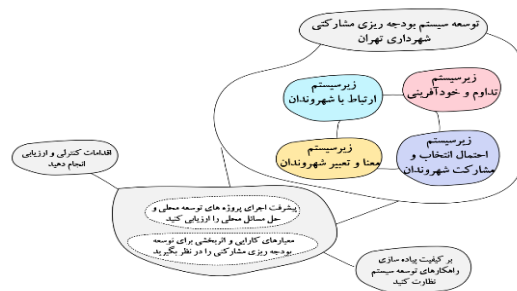 توسعه سیستم بودجه ریزی مشارکتی
شهرداری تهران
زیرسیستم
تداوم و خودآفرینی
زیرسیستم
ارتباط با شهروندان
زیرسیستم
احتمال انتخاب و
مشارکت شهروندان
زیرسیستم
معنا و تعبیر شهروندان
اقدامات کنترلی و ارزیابی
انجام دهید
پیشرفت اجرای پروژه های توسعه محلی و
حل مسائل محلی را ارزیابی کنید
معیارهای کارایی و اثربخشی برای توسعه
بودجه ریزی مشارکتی را در نظر بگیرید
بر کیفیت پیاده سازی
راهکارهای توسعه سیستم
نظارت کنید